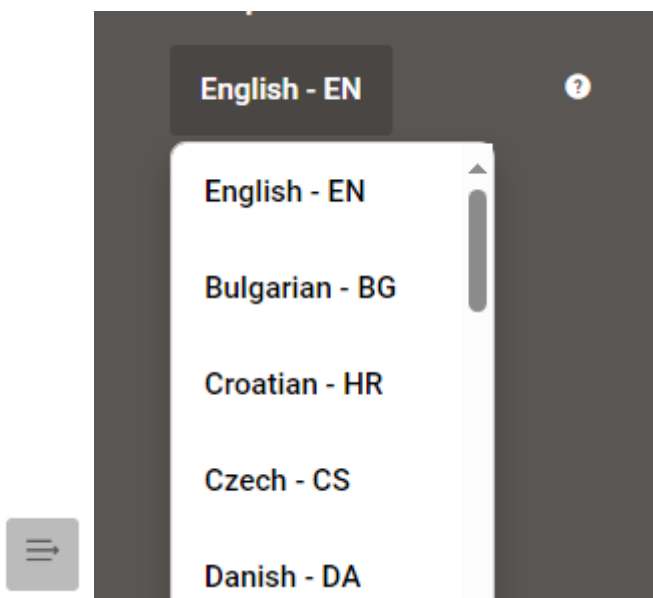 English - EN
?
English - EN
Bulgarian - BG
Croatian - HR
Czech - CS
Danish - DA